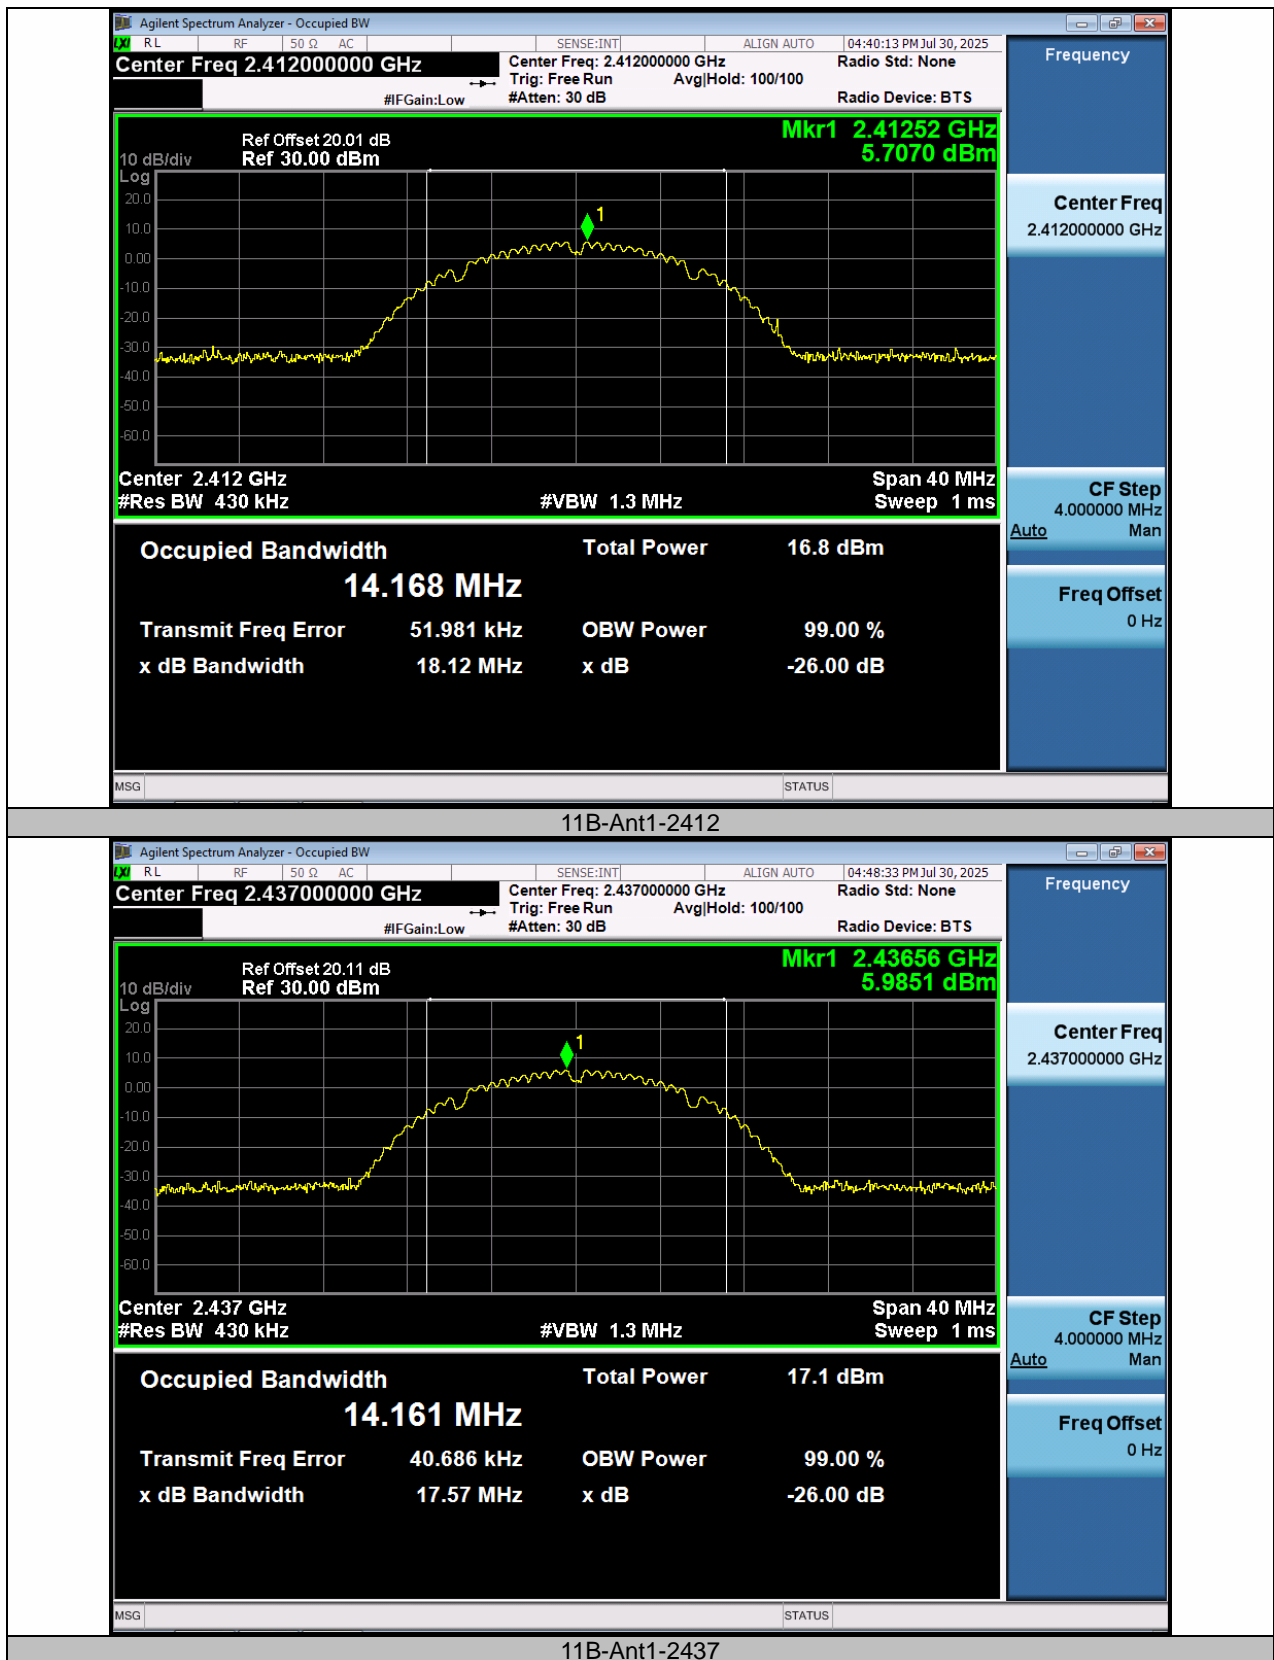 Agilent Spectrum Analyzer - Occupied BW
LXI RL RF 50 Ω AC SENSE:INT ALIGN AUTO 04:40:13 PM Jul 30, 2025
Center Freq 2.412000000 GHz
Center Freq: 2.412000000 GHz Radio Std: None
Trig: Free Run Avg|Hold: 100/100
#IFGain:Low #Atten: 30 dB Radio Device: BTS
Frequency
Mkr1 2.41252 GHz
5.7070 dBm
Ref Offset 20.01 dB
10 dB/div Ref 30.00 dBm
Log
20.0
10.0
0.00
-10.0
-20.0
-30.0
-40.0
-50.0
-60.0
1
Center 2.412 GHz Span 40 MHz
#Res BW 430 kHz #VBW 1.3 MHz Sweep 1 ms
Center Freq
2.412000000 GHz
CF Step
4.000000 MHz
Auto Man
Freq Offset
0 Hz
Occupied Bandwidth Total Power 16.8 dBm
14.168 MHz
Transmit Freq Error 51.981 kHz OBW Power 99.00 %
x dB Bandwidth 18.12 MHz x dB -26.00 dB
MSG STATUS
11B-Ant1-2412
Agilent Spectrum Analyzer - Occupied BW
LXI RL RF 50 Ω AC SENSE:INT ALIGN AUTO 04:48:33 PM Jul 30, 2025
Center Freq 2.437000000 GHz
Center Freq: 2.437000000 GHz Radio Std: None
Trig: Free Run Avg|Hold: 100/100
#IFGain:Low #Atten: 30 dB Radio Device: BTS
Frequency
Mkr1 2.43656 GHz
5.9851 dBm
Ref Offset 20.11 dB
10 dB/div Ref 30.00 dBm
Log
20.0
10.0
0.00
-10.0
-20.0
-30.0
-40.0
-50.0
-60.0
1
Center 2.437 GHz Span 40 MHz
#Res BW 430 kHz #VBW 1.3 MHz Sweep 1 ms
Center Freq
2.437000000 GHz
CF Step
4.000000 MHz
Auto Man
Freq Offset
0 Hz
Occupied Bandwidth Total Power 17.1 dBm
14.161 MHz
Transmit Freq Error 40.686 kHz OBW Power 99.00 %
x dB Bandwidth 17.57 MHz x dB -26.00 dB
MSG STATUS
11B-Ant1-2437